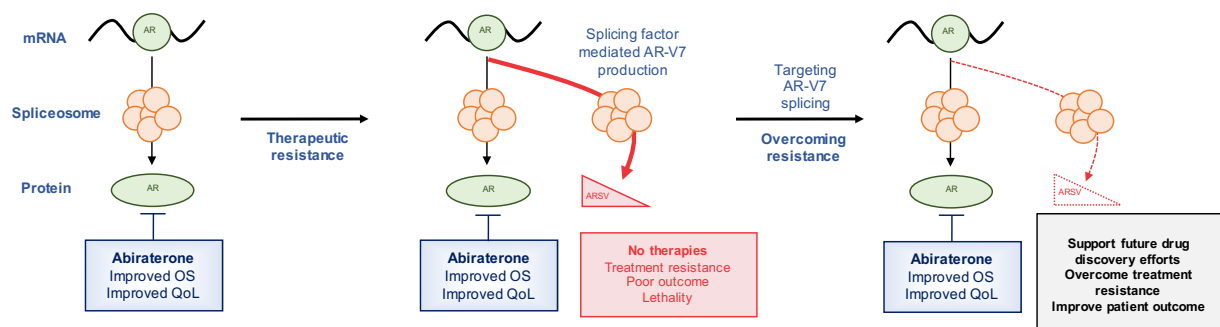 mRNA
AR
Spliceosome
Protein
AR
Abiraterone
Improved OS
Improved QoL
Therapeutic
resistance
AR
Splicing factor
mediated AR-V7
production
AR
ARSV
Abiraterone
Improved OS
Improved QoL
No therapies
Treatment resistance
Poor outcome
Lethality
Targeting
AR-V7
splicing
Overcoming
resistance
AR
AR
ARSV
Abiraterone
Improved OS
Improved QoL
Support future drug
discovery efforts
Overcome treatment
resistance
Improve patient outcome